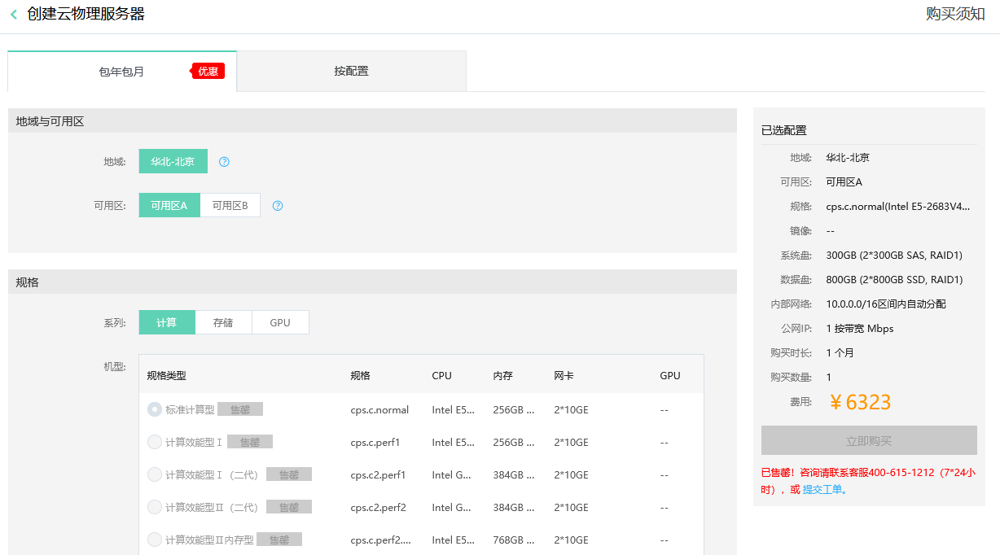 创建云物理服务器
购买须知
包年包月 优惠 按配置
地域与可用区
地域: 华北-北京
可用区: 可用区A 可用区B
规格
系列: 计算 存储 GPU
机型:
规格类型 规格 CPU 内存 网卡 GPU
标准计算型 售罄 cps.c.normal Intel E5... 256GB ... 2*10GE --
计算效能型Ⅰ 售罄 cps.c.perf1 Intel E5... 256GB ... 2*10GE --
计算效能型Ⅰ（二代） 售罄 cps.c2.perf1 Intel G... 384GB ... 2*10GE --
计算效能型Ⅱ（二代） 售罄 cps.c2.perf2 Intel G... 384GB ... 2*10GE --
计算效能型Ⅱ内存型 售罄 cps.c.perf2.... Intel E5... 768GB ... 2*10GE --
已选配置
地域: 华北-北京
可用区: 可用区A
规格: cps.c.normal(Intel E5-2683V4...
镜像: --
系统盘: 300GB (2*300GB SAS, RAID1)
数据盘: 800GB (2*800GB SSD, RAID1)
内部网络: 10.0.0.0/16区间内自动分配
公网IP: 1 按带宽 Mbps
购买时长: 1 个月
购买数量: 1
费用: ￥6323
立即购买
已售罄！咨询请联系客服400-615-1212（7*24小
时），或 提交工单。